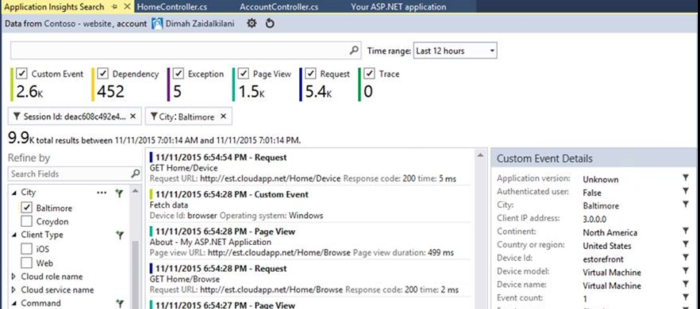 Application Insights Search HomeController.cs AccountController.cs Your ASP.NET application
Data from Contoso - website, account Dimah Zaidalkilani
Time range: Last 12 hours
Custom Event Dependency Exception Page View Request Trace
2.6K 452 5 1.5K 5.4K 0
Session Id: deac608c492e4... × City: Baltimore ×
9.9K total results between 11/11/2015 7:01:14 AM and 11/11/2015 7:01:14 PM.
Refine by
Search Fields
City ...
Baltimore
Croydon
Client Type
iOS
Web
Cloud role name
Cloud service name
Command
11/11/2015 6:54:54 PM - Request
GET Home/Device
Request URL: http://est.cloudapp.net/Home/Device Response code: 200 time: 5 ms
11/11/2015 6:54:28 PM - Custom Event
Fetch data
Device Id: browser Operating system: Windows
11/11/2015 6:54:28 PM - Page View
About - My ASP.NET Application
Page view URL: http://est.cloudapp.net/Home/Browse Page view duration: 499 ms
11/11/2015 6:54:28 PM - Request
GET Home/Browse
Request URL: http://est.cloudapp.net/Home/Browse Response code: 200 time: 2 ms
11/11/2015 6:54:27 PM - Page View
Custom Event Details
Application version: Unknown
Authenticated user: False
City: Baltimore
Client IP address: 3.0.0.0
Continent: North America
Country or region: United States
Device Id: estorefront
Device model: Virtual Machine
Device name: Virtual Machine
Event count: 1